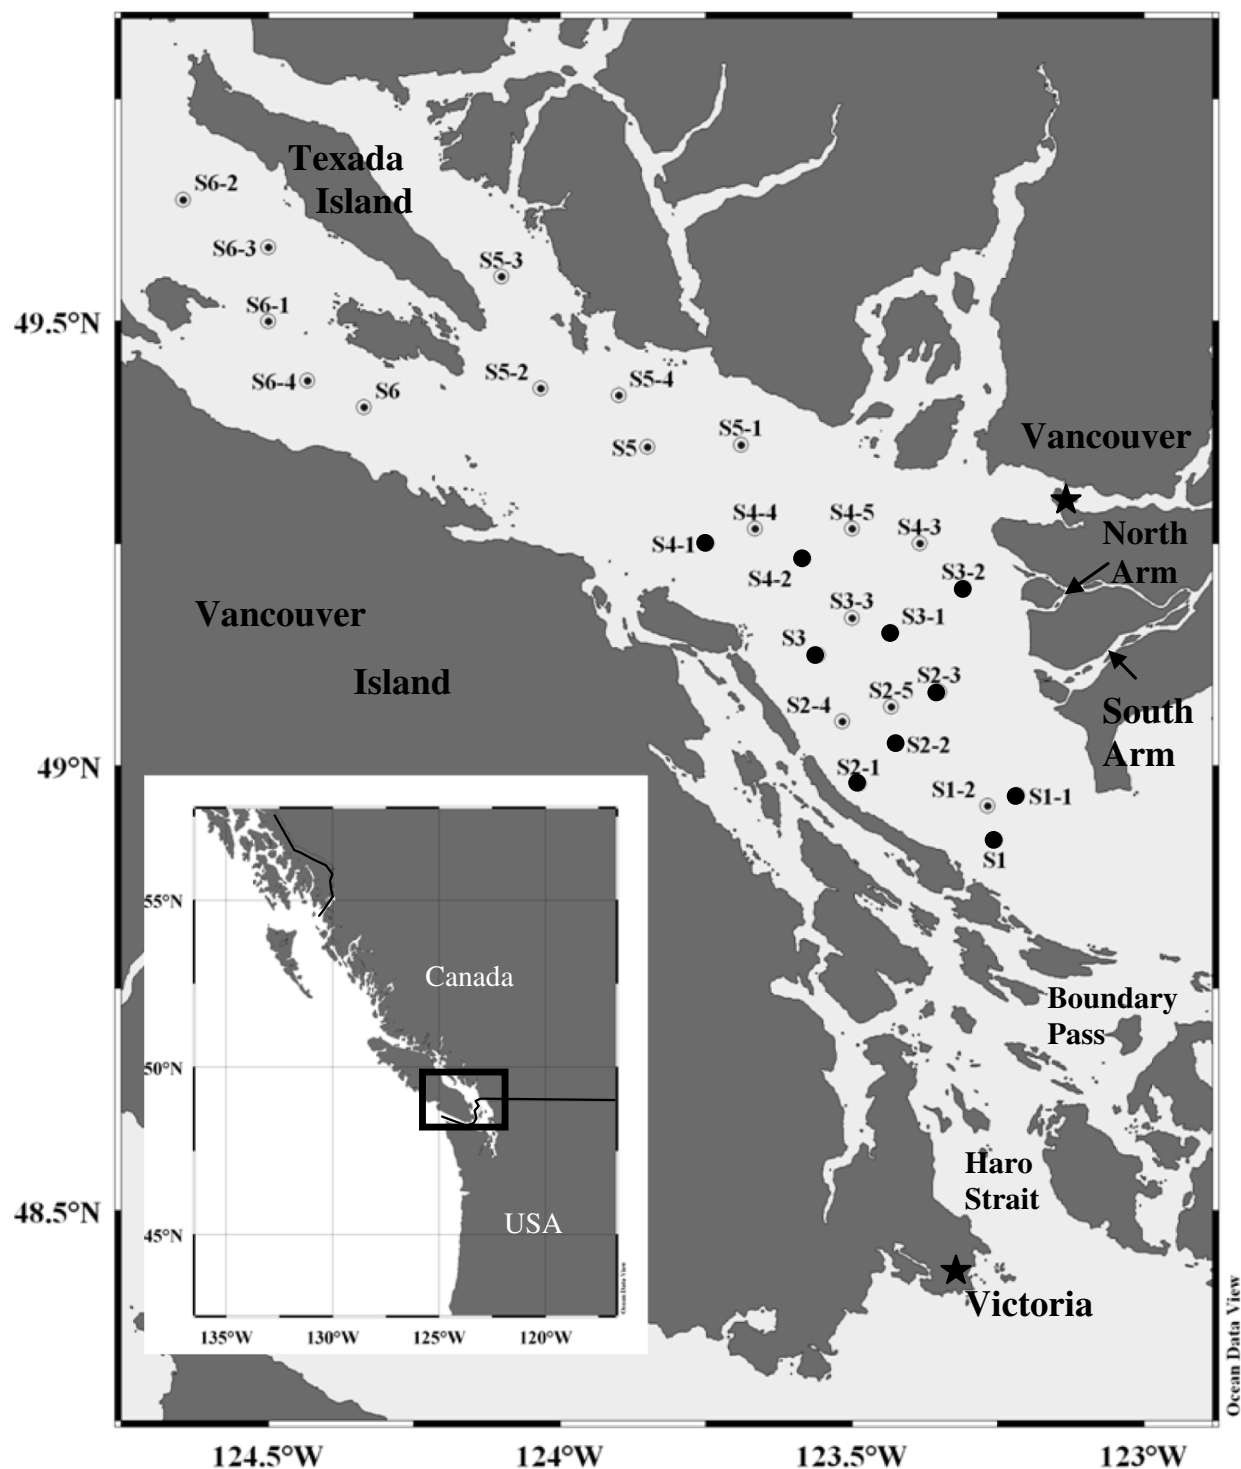 Texada
Island
S6-2
S6-3
S5-3
S6-1
49.5°N
S6-4
S6
S5-2
S5-4
S5-1
S5
Vancouver
S4-4
S4-5
S4-3
North
Arm
S4-1
S4-2
S3-2
S3-3
S3-1
Vancouver
Island
S3
S2-3
S2-5
S2-4
South
Arm
S2-2
49°N
S2-1
S1-2
S1-1
S1
55°N
Canada
Boundary
Pass
50°N
Haro
Strait
48.5°N
USA
45°N
Ocean Data View
Victoria
135°W
130°W
125°W
120°W
Ocean Data View
124.5°W
124°W
123.5°W
123°W